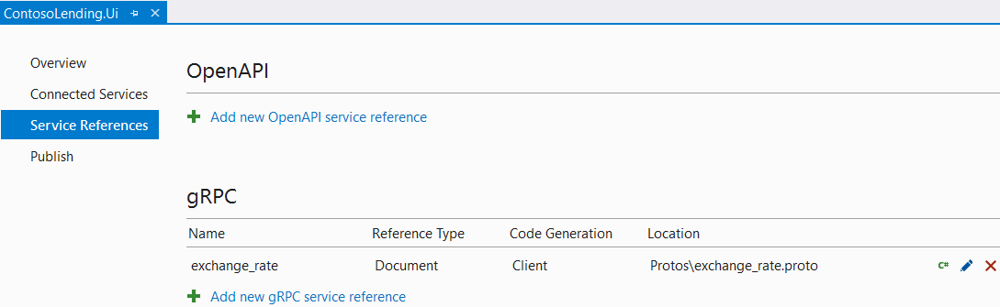 ContosoLending.Ui
Overview
Connected Services
Service References
Publish
OpenAPI
Add new OpenAPI service reference
gRPC
Name Reference Type Code Generation Location
exchange_rate Document Client Protos\exchange_rate.proto C#
Add new gRPC service reference